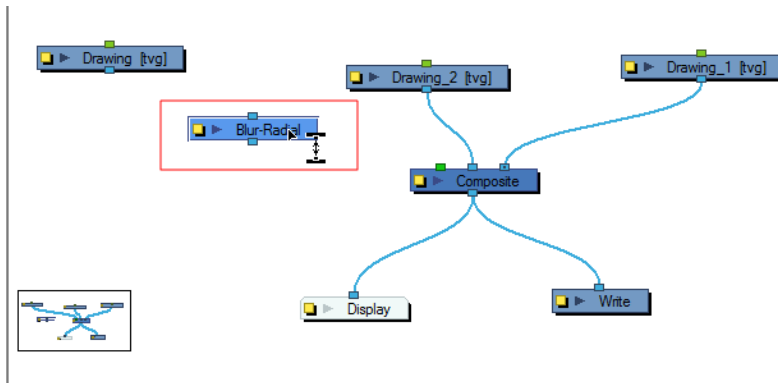 Drawing [tvg]
Drawing_2 [tvg]
Drawing_1 [tvg]
Blur-Radial
Composite
Display
Write